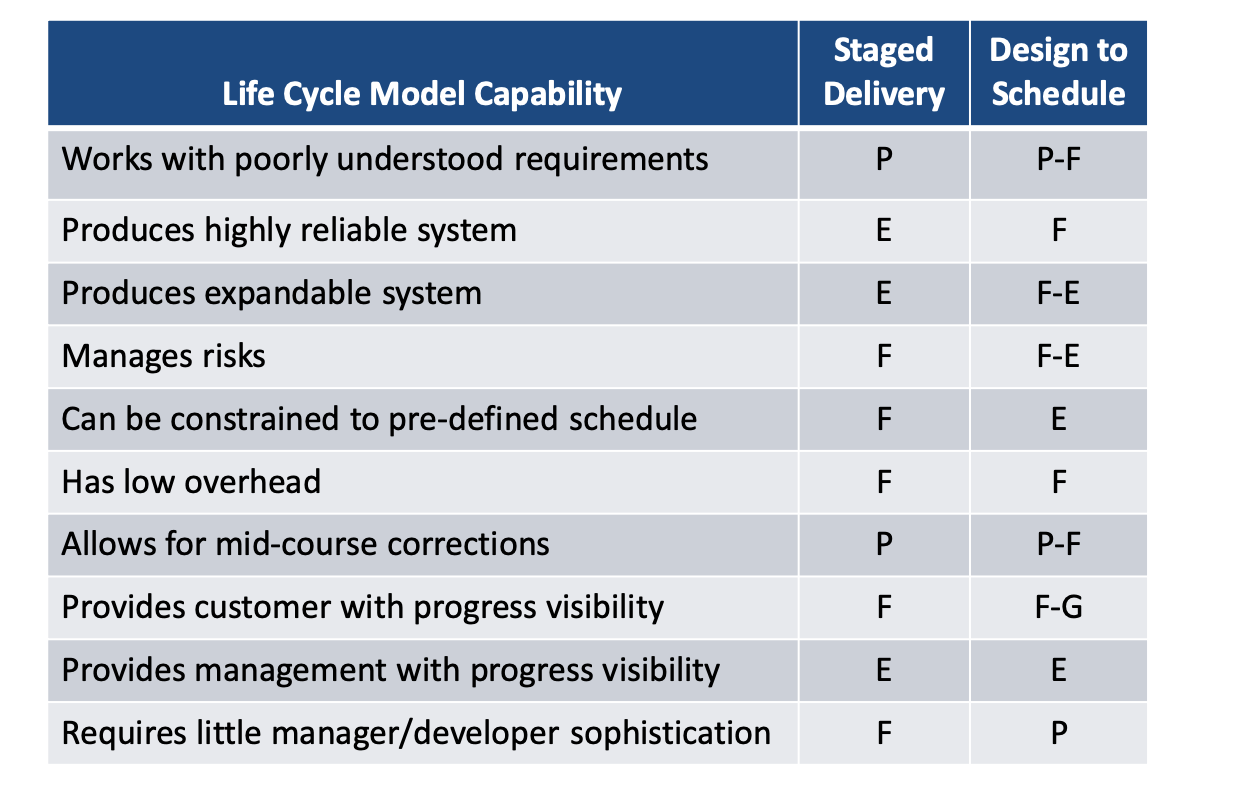 Life Cycle Model Capability Staged Delivery Design to Schedule
Works with poorly understood requirements P P-F
Produces highly reliable system E F
Produces expandable system E F-E
Manages risks F F-E
Can be constrained to pre-defined schedule F E
Has low overhead F F
Allows for mid-course corrections P P-F
Provides customer with progress visibility F F-G
Provides management with progress visibility E E
Requires little manager/developer sophistication F P